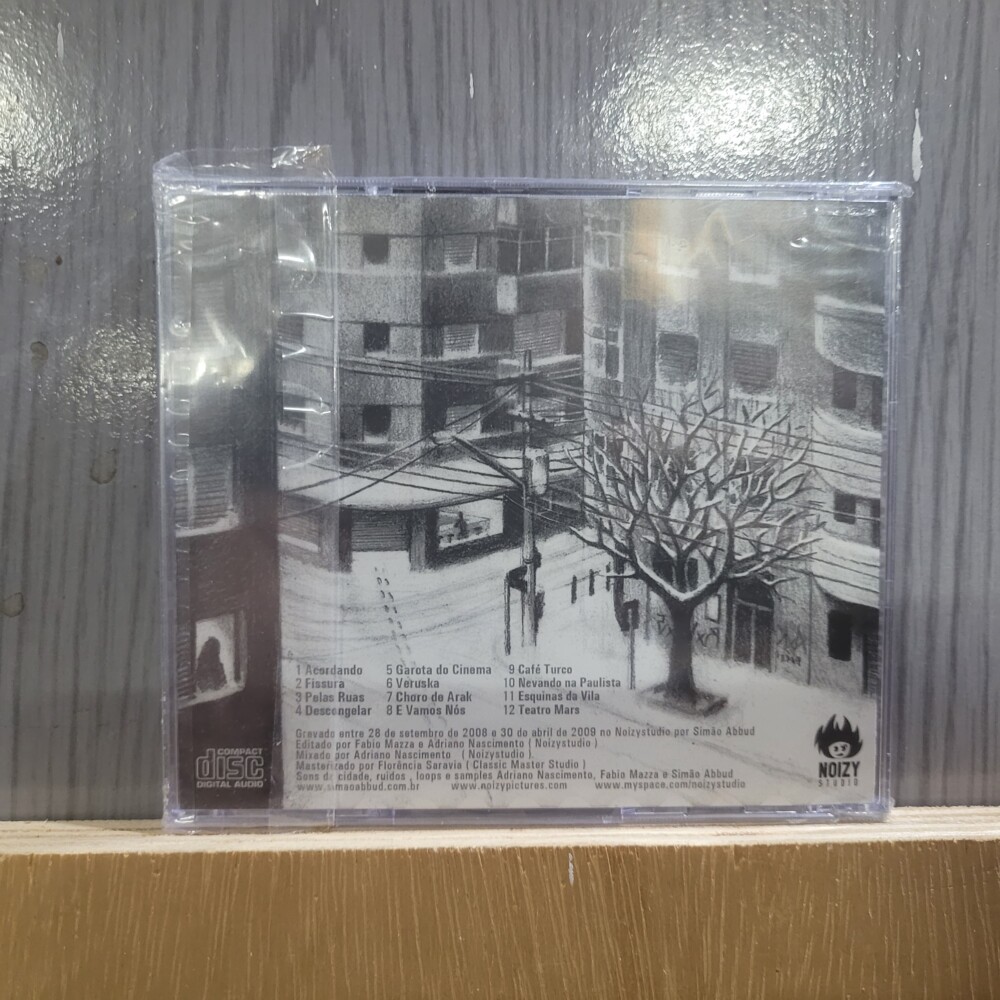 1 Acordando
2 Fissura
3 Pelas Ruas
4 Descongelar
5 Garota do Cinema
6 Veruska
7 Choro de Arak
8 E Vamos Nós
9 Café Turco
10 Nevando na Paulista
11 Esquinas da Vila
12 Teatro Mars
Gravado entre 28 de setembro de 2008 e 30 de abril de 2009 no Noizystudio por Simão Abbud
Editado por Fabio Mazza e Adriano Nascimento ( Noizystudio )
Mixado por Adriano Nascimento ( Noizystudio ).
Masterizado por Florência Saravia ( Classic Master Studio )
Sons da cidade, ruídos , loops e samples Adriano Nascimento, Fabio Mazza e Simão Abbud
www.simaoabbud.com.br www.noizypictures.com www.myspace.com/noizystudio
COMPACT
disc
DIGITAL AUDIO
NOIZY
STUDIO